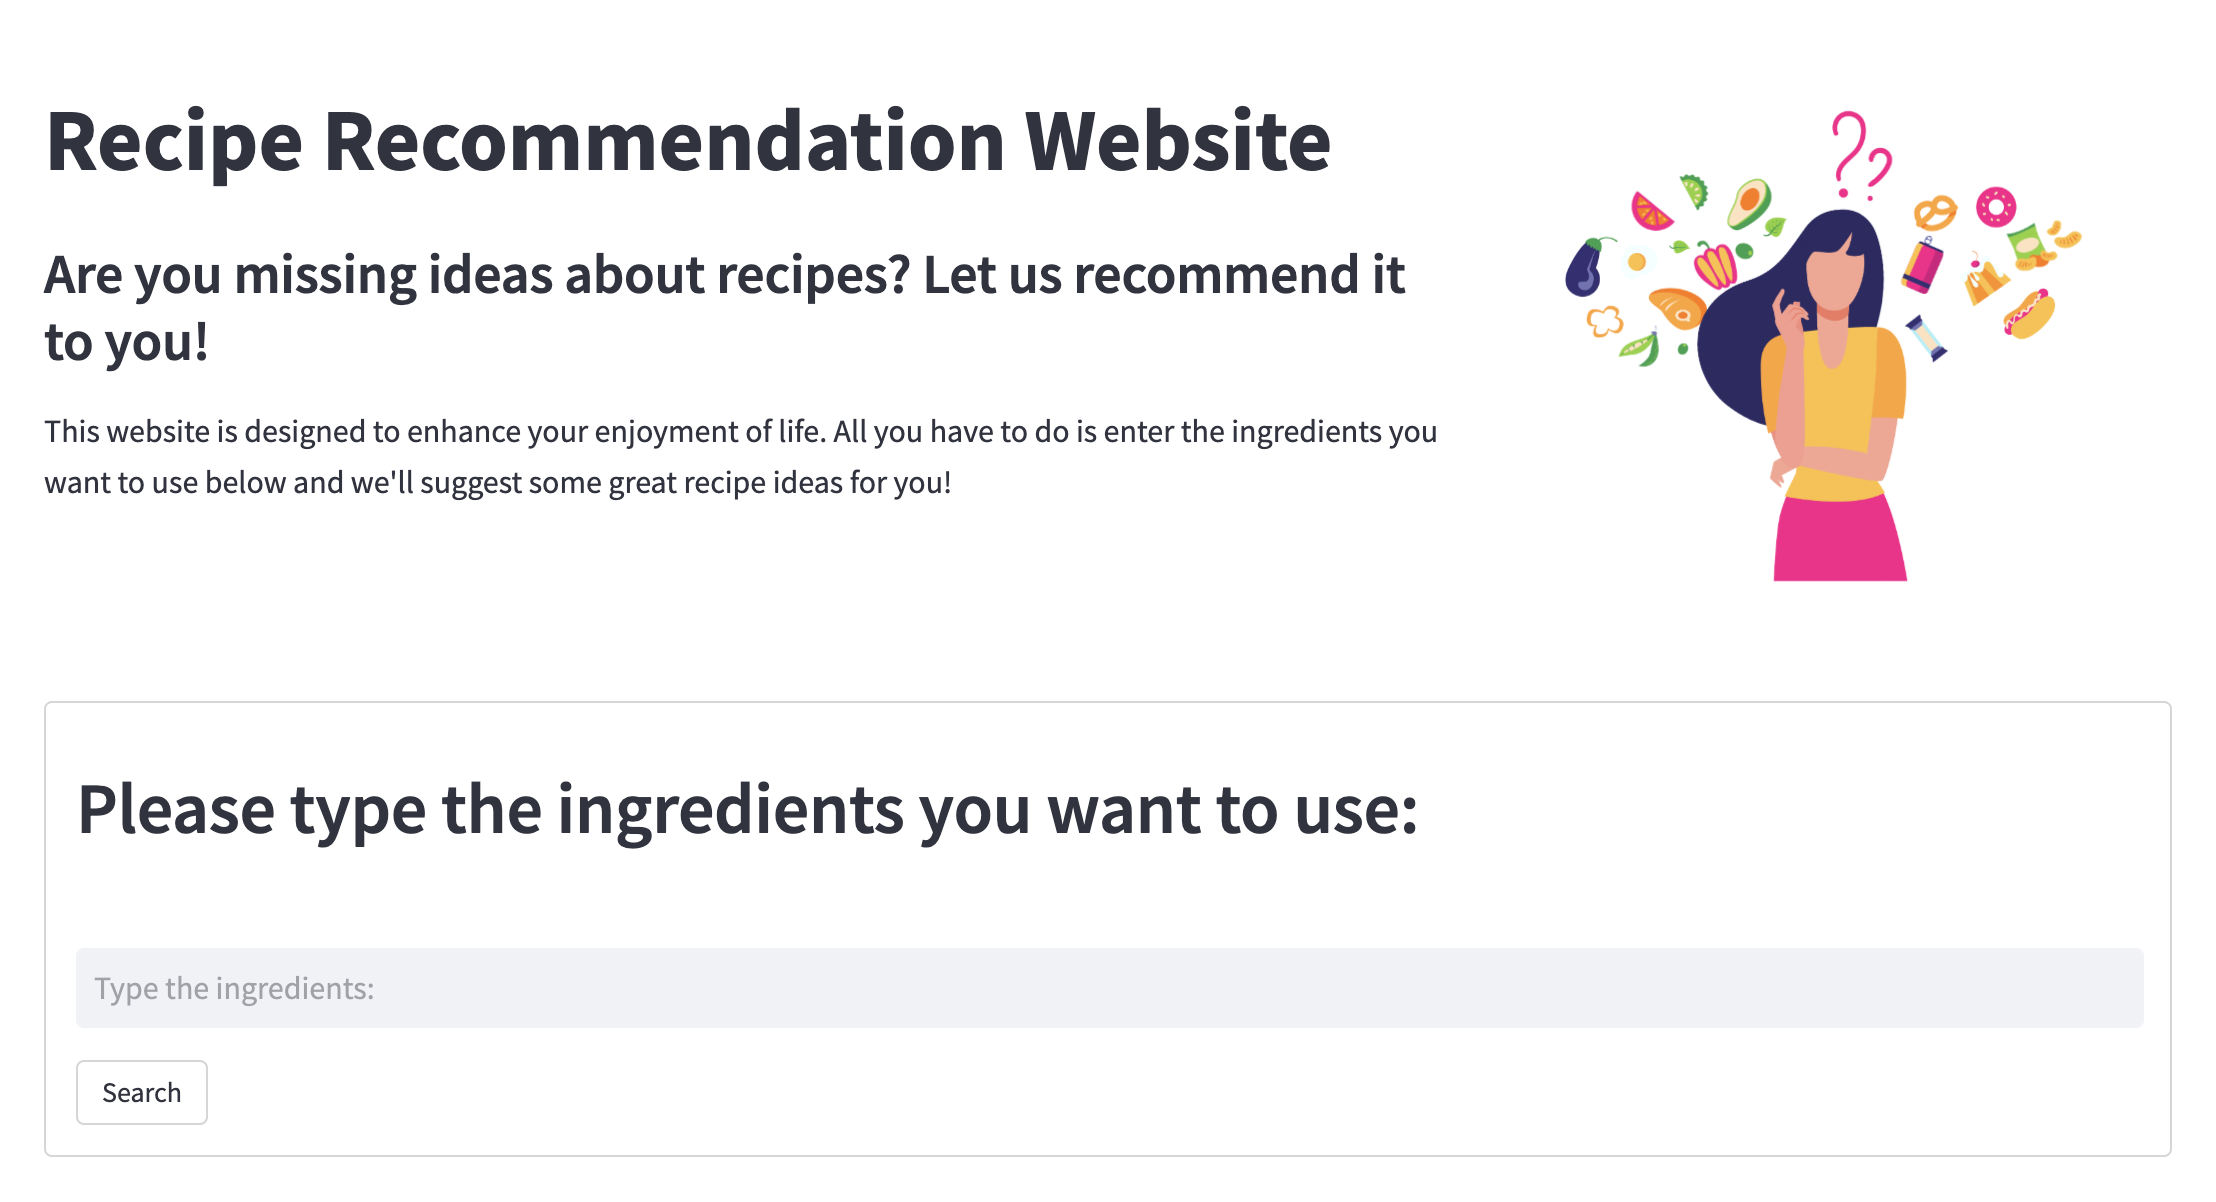 Recipe Recommendation Website
Are you missing ideas about recipes? Let us recommend it
to you!
This website is designed to enhance your enjoyment of life. All you have to do is enter the ingredients you
want to use below and we'll suggest some great recipe ideas for you!
??
Please type the ingredients you want to use:
Type the ingredients:
Search